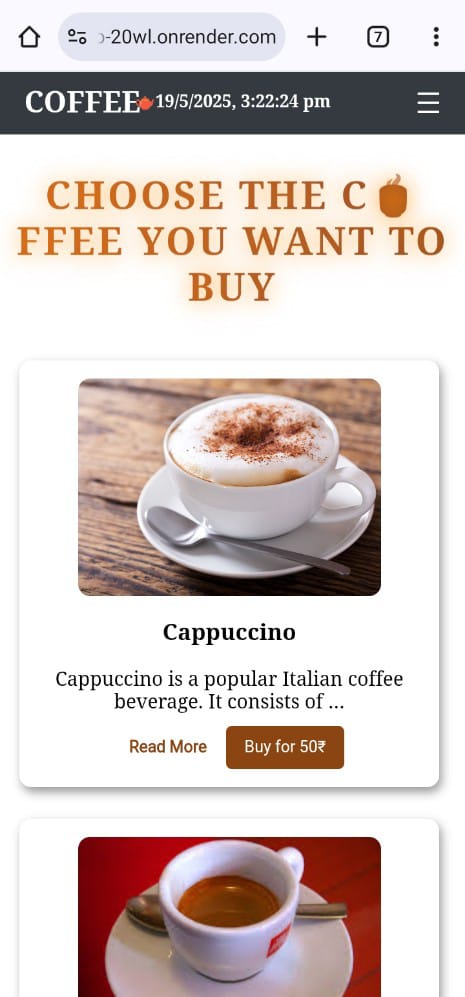 -20wl.onrender.com
7
COFFEE 19/5/2025, 3:22:24 pm
CHOOSE THE C
FFEE YOU WANT TO
BUY
Cappuccino
Cappuccino is a popular Italian coffee
beverage. It consists of ...
Read More
Buy for 50₹